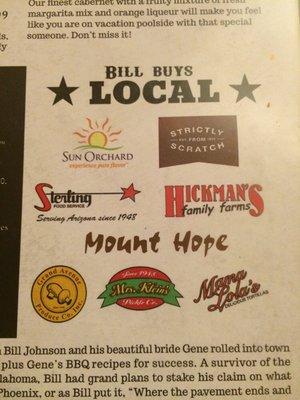 Our finest cabernet with a fruity mixture of fresh
margarita mix and orange liqueur will make you feel
like you are on vacation poolside with that special
someone. Don't miss it!
BILL BUYS
LOCAL
SUN ORCHARD
experience pure flavor
STRICTLY
EST. FROM
SCRATCH
Sterling
FOOD SERVICE
Serving Arizona since 1948
HICKMAN'S
family farms
Mount Hope
Grand Avenue
Produce Co. Inc.
Since 1948
Mrs. Klein's
Pickle Co.
Mama
Lola's
DELICIOUS TORTILLAS
Bill Johnson and his beautiful bride Gene rolled into town
plus Gene's BBQ recipes for success. A survivor of the
lahoma, Bill had grand plans to stake his claim on what
Phoenix, or as Bill put it, "Where the pavement ends and